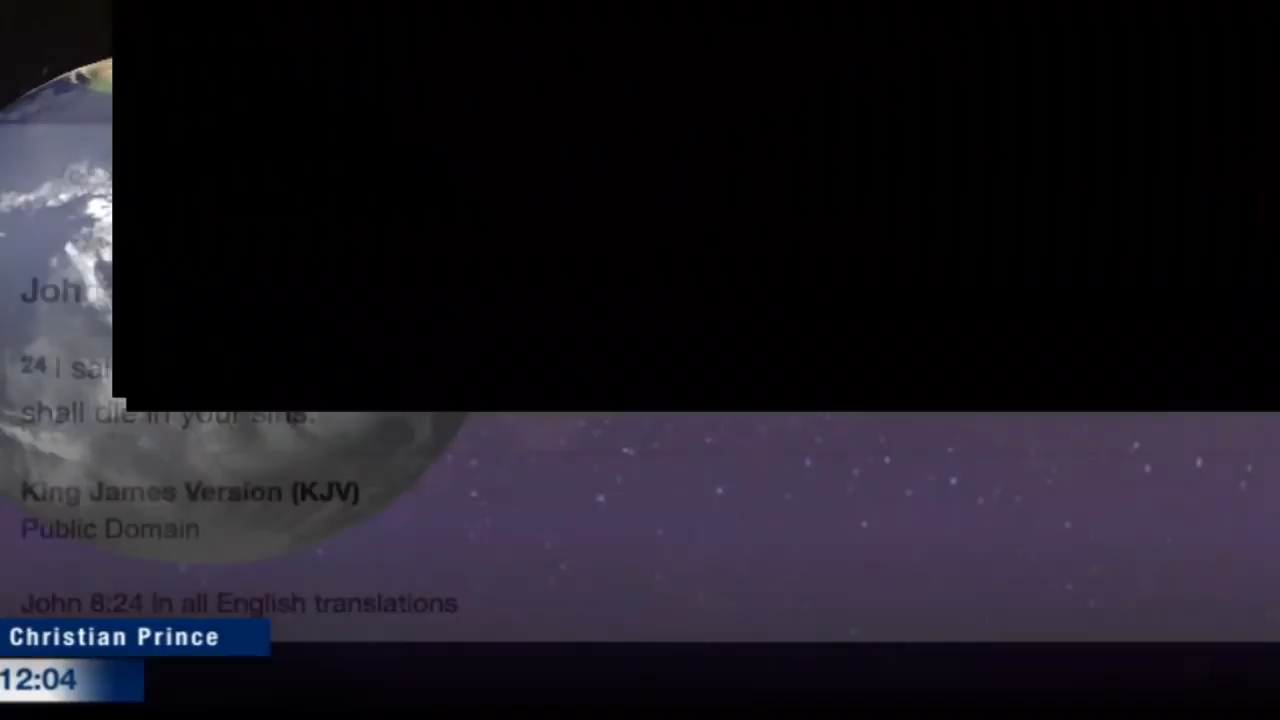 24 I
shall die in your sins.
King James Version (KJV)
Public Domain
John 8:24 in all English translations
Christian Prince
12:04